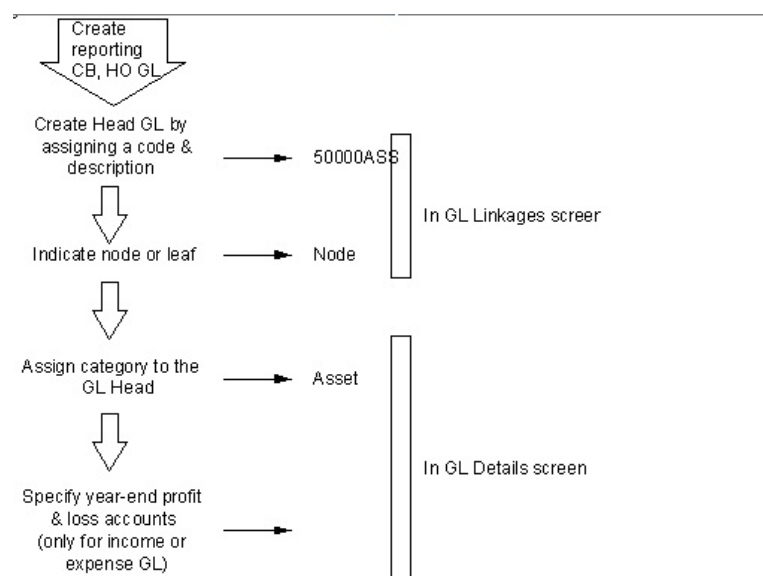 Create
reporting
CB, HO GL
Create Head GL by
assigning a code &
description
50000ASS
In GL Linkages screer
Indicate node or leaf
Node
Assign category to the
GL Head
Asset
In GL Details screen
Specify year-end profit
& loss accounts
(only for income or
expense GL)